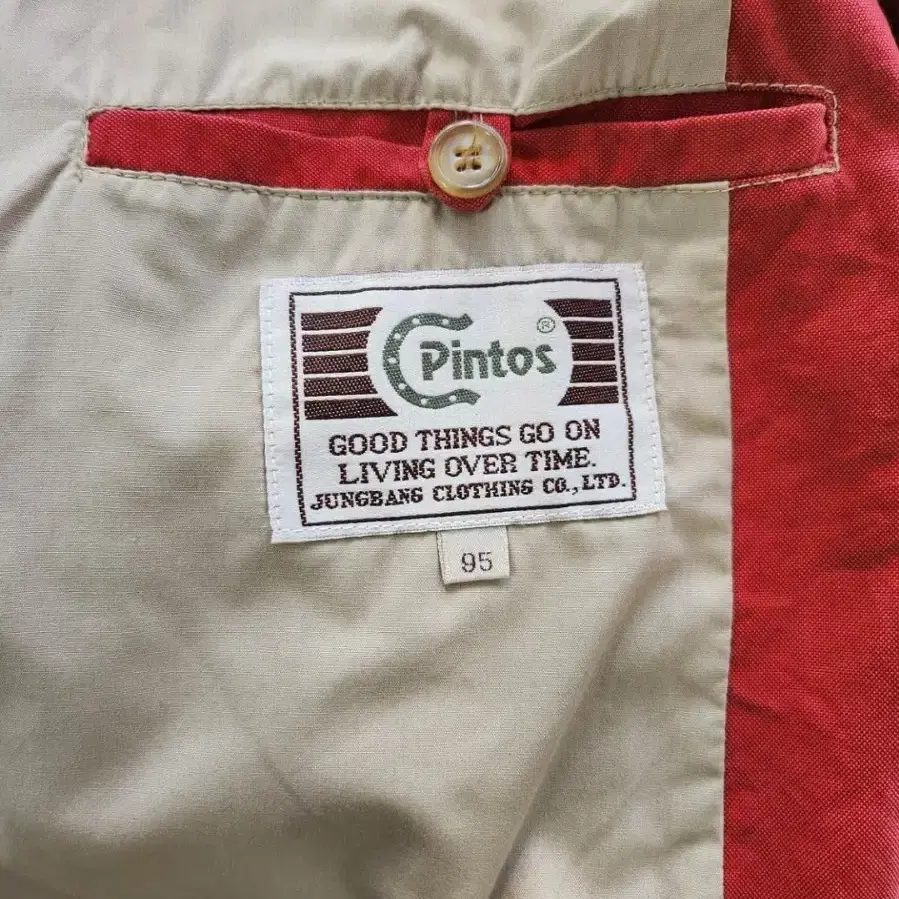 Pintos ®
GOOD THINGS GO ON
LIVING OVER TIME.
JUNGBANG CLOTHING CO., LTD.
95